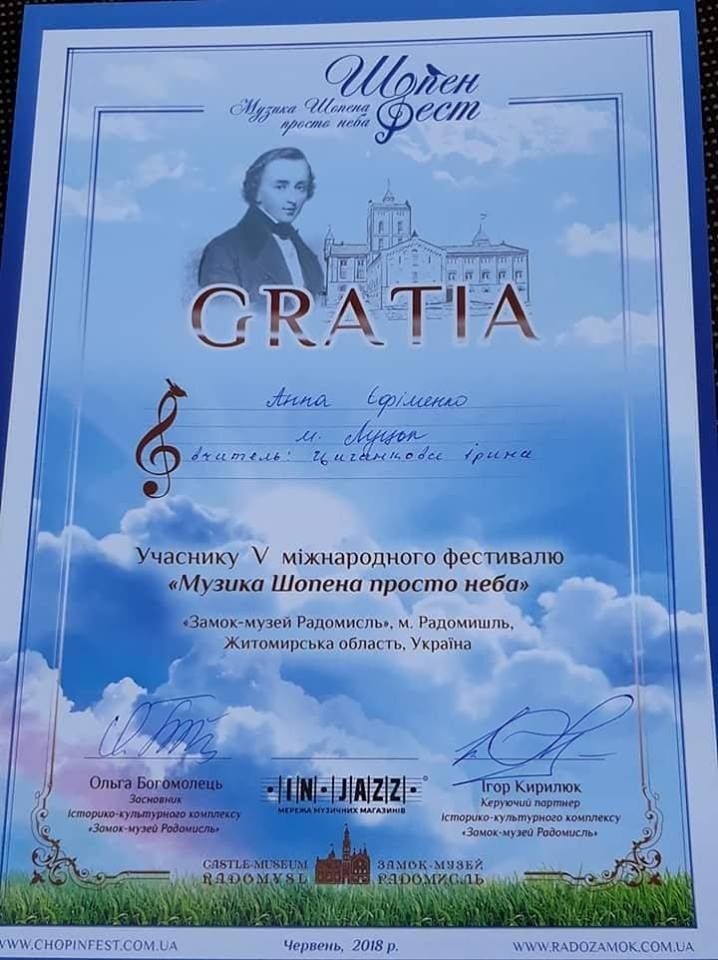 Шопен
Фест
Музика Шопена
просто неба
GRATIA
Анна Єфіменко
м. Луцьк
вчитель: Циганкова Ірина
Учаснику V міжнародного фестивалю
«Музика Шопена просто неба»
«Замок-музей Радомисль», м. Радомишль,
Житомирська область, Україна
Ольга Богомолець
Засновник
історико-культурного комплексу
«Замок-музей Радомисль»
IN JAZZ
МЕРЕЖА МУЗИЧНИХ МАГАЗИНІВ
Ігор Кирилюк
Керуючий партнер
історико-культурного комплексу
«Замок-музей Радомисль»
CASTLE-MUSEUM
RADOMYSL
ЗАМОК-МУЗЕЙ
РАДОМИСЛЬ
WWW.CHOPINFEST.COM.UA
Червень, 2018 р.
WWW.RADOZAMOK.COM.UA